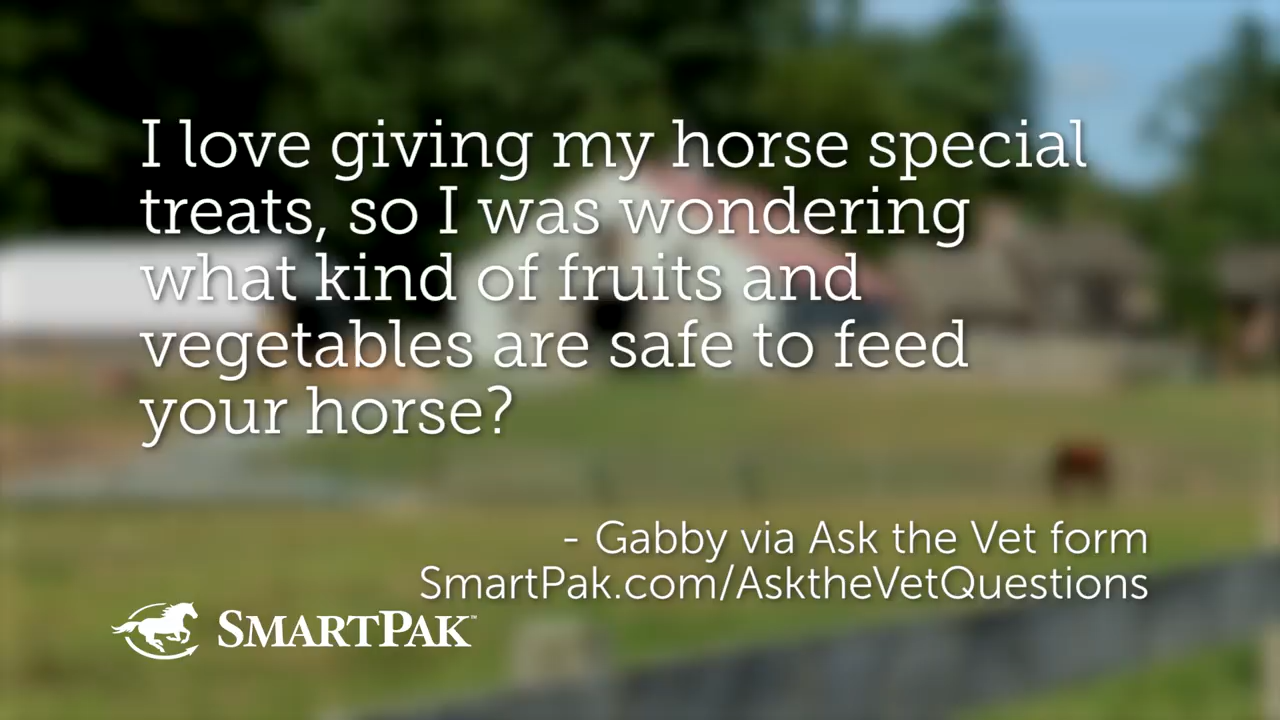 I love giving my horse special
treats, so I was wondering
what kind of fruits and
vegetables are safe to feed
your horse?
- Gabby via Ask the Vet form
SmartPak.com/AsktheVetQuestions
SMARTPAK™